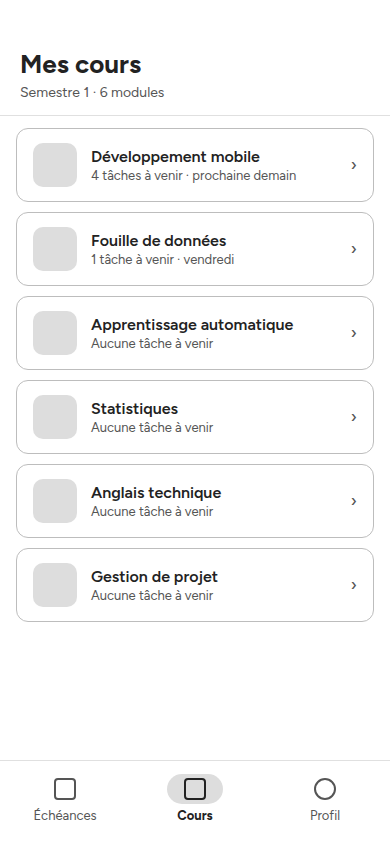 Mes cours
Semestre 1 · 6 modules
Développement mobile
4 tâches à venir · prochaine demain
›
Fouille de données
1 tâche à venir · vendredi
›
Apprentissage automatique
Aucune tâche à venir
›
Statistiques
Aucune tâche à venir
›
Anglais technique
Aucune tâche à venir
›
Gestion de projet
Aucune tâche à venir
›
Échéances
Cours
Profil